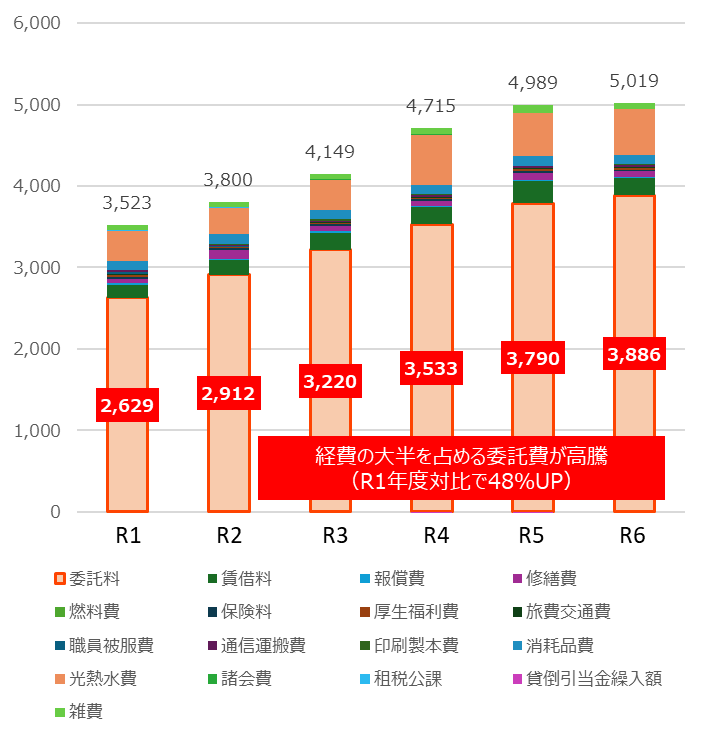 6,000
5,000
4,000
3,000
2,000
1,000
0
3,523
3,800
4,149
4,715
4,989
5,019
2,629
2,912
3,220
3,533
3,790
3,886
経費の大半を占める委託費が高騰
（R1年度対比で48%UP）
R1 R2 R3 R4 R5 R6
委託料 賃借料 報償費 修繕費
燃料費 保険料 厚生福利費 旅費交通費
職員被服費 通信運搬費 印刷製本費 消耗品費
光熱水費 諸会費 租税公課 貸倒引当金繰入額
雑費